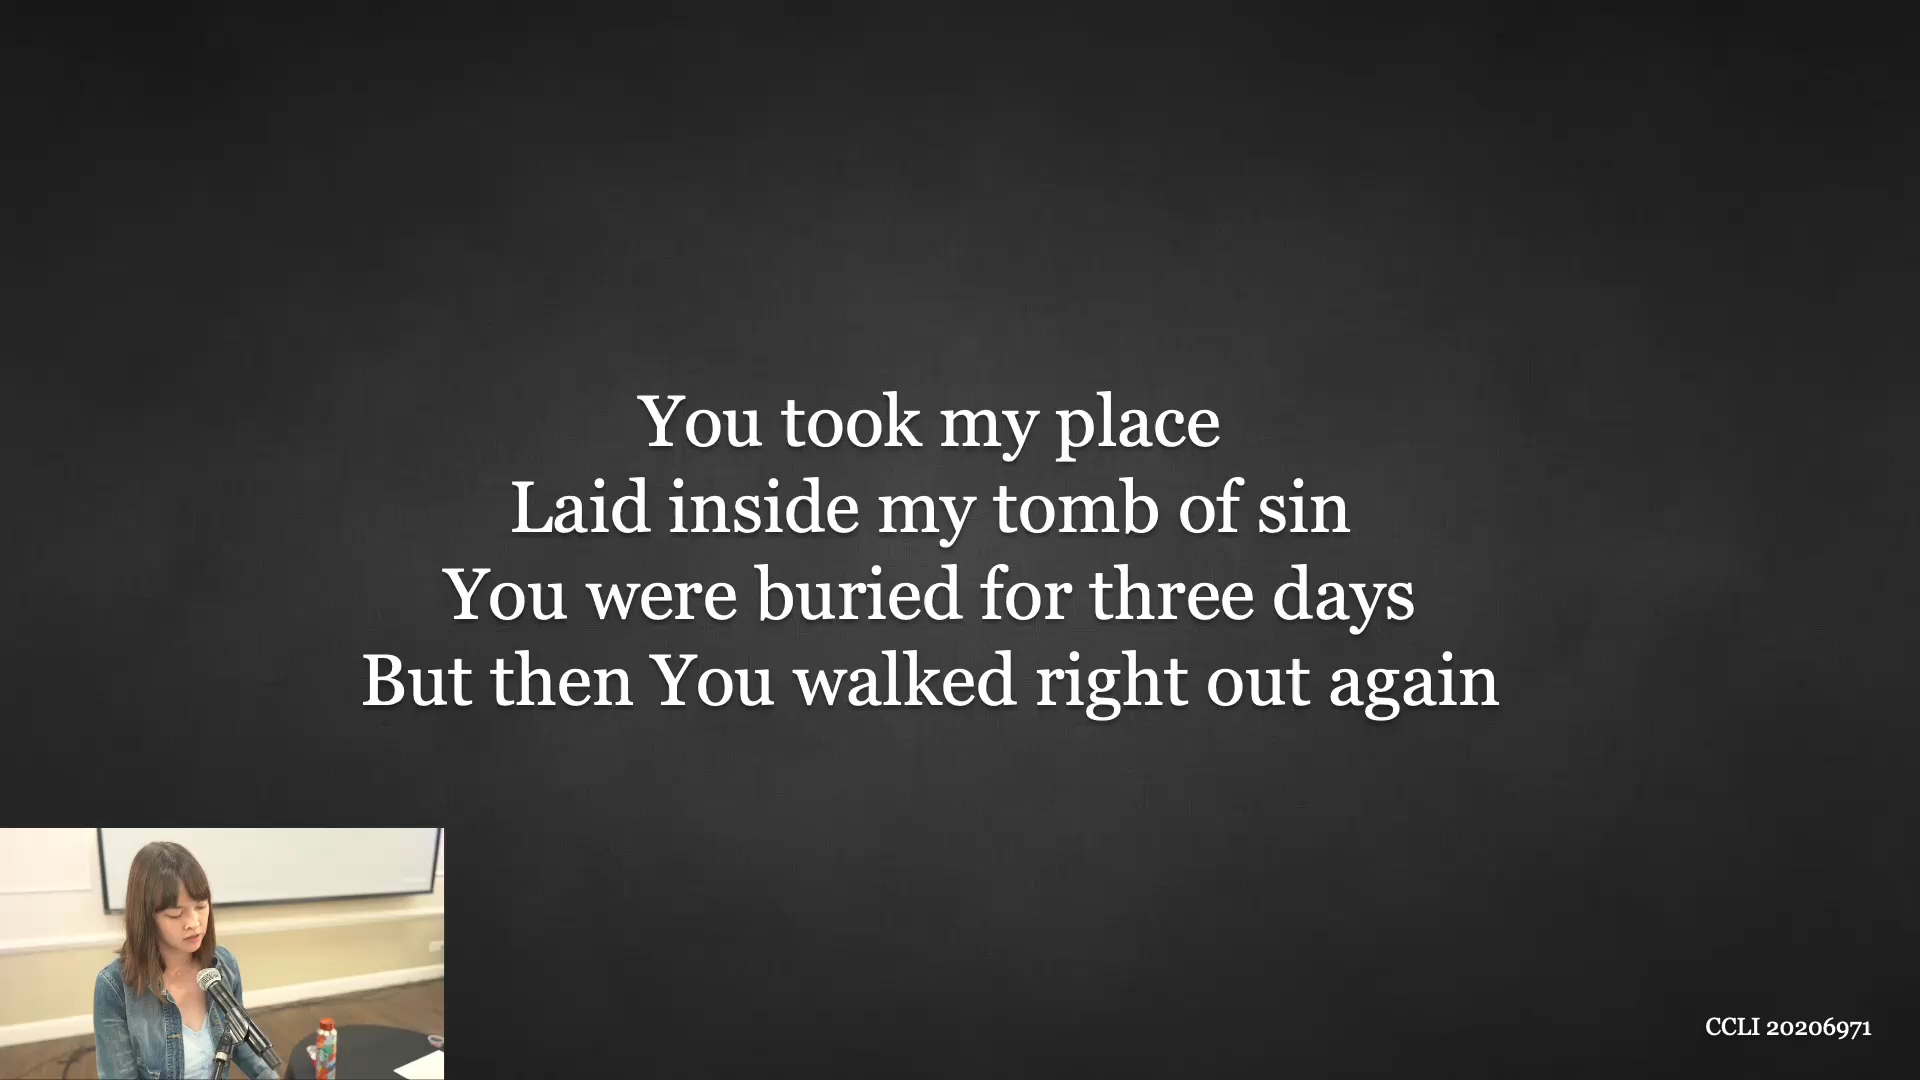 You took my place
Laid inside my tomb of sin
You were buried for three days
But then You walked right out again
CCLI 20206971